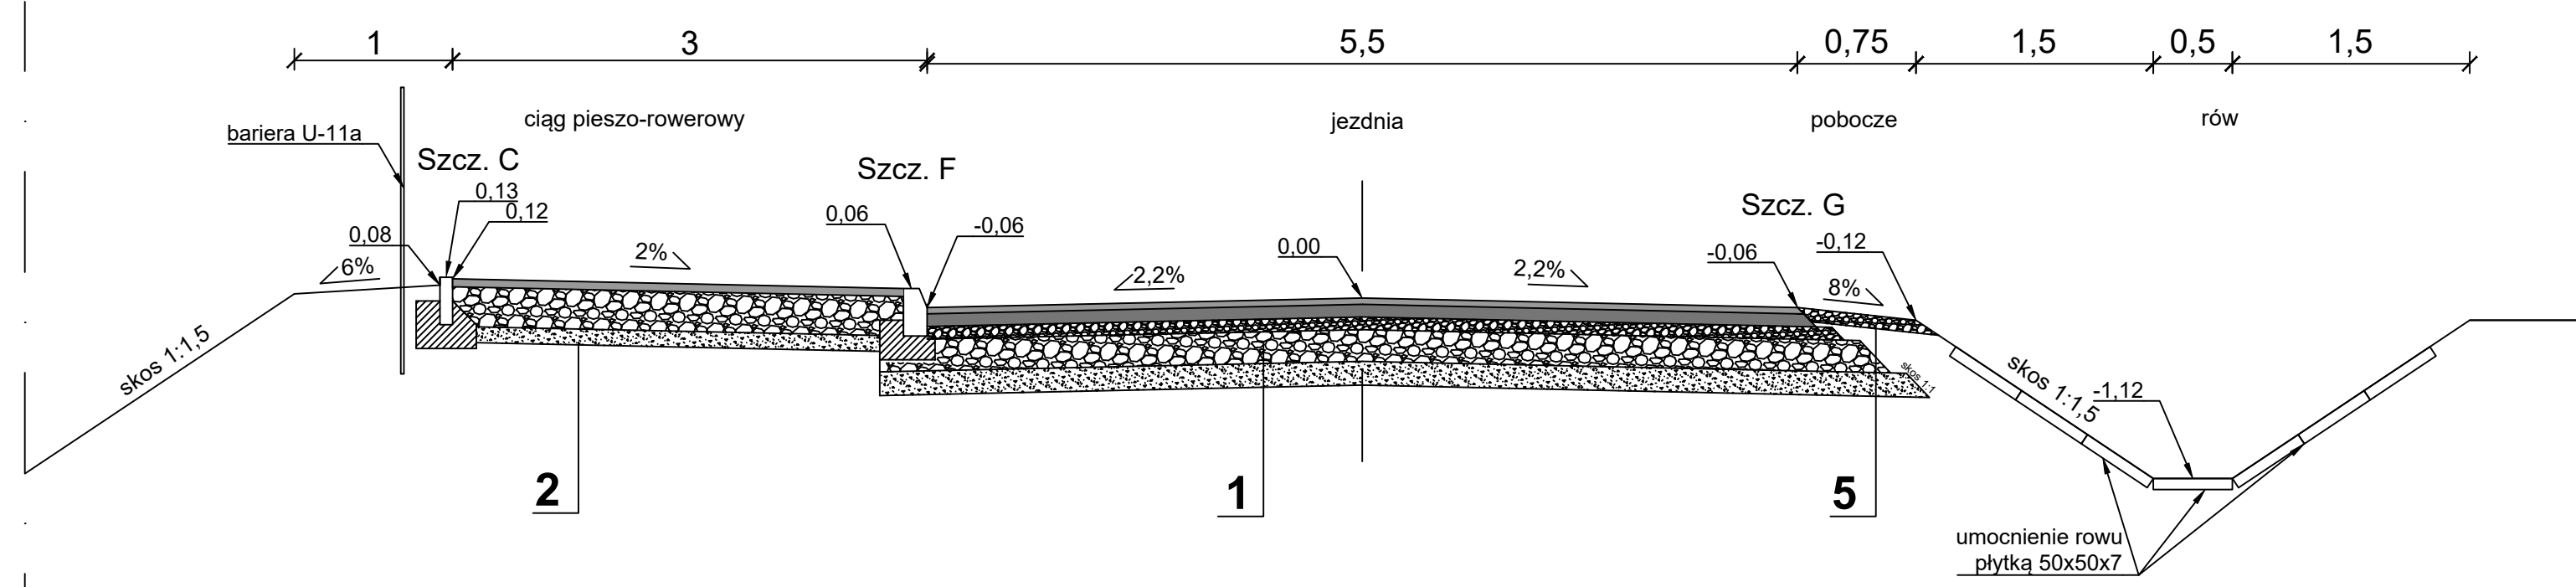 1
3
5,5
0,75
1,5
0,5
1,5
bariera U-11a
ciąg pieszo-rowerowy
jezdnia
pobocze
rów
Szcz. C
Szcz. F
Szcz. G
0,13
0,12
0,08
6%
2%
0,06
-0,06
0,00
2,2%
2,2%
-0,06
-0,12
8%
skos 1:1,5
skos 1:1
skos 1:1,5
-1,12
2
1
5
umocnienie rowu
płytką 50x50x7